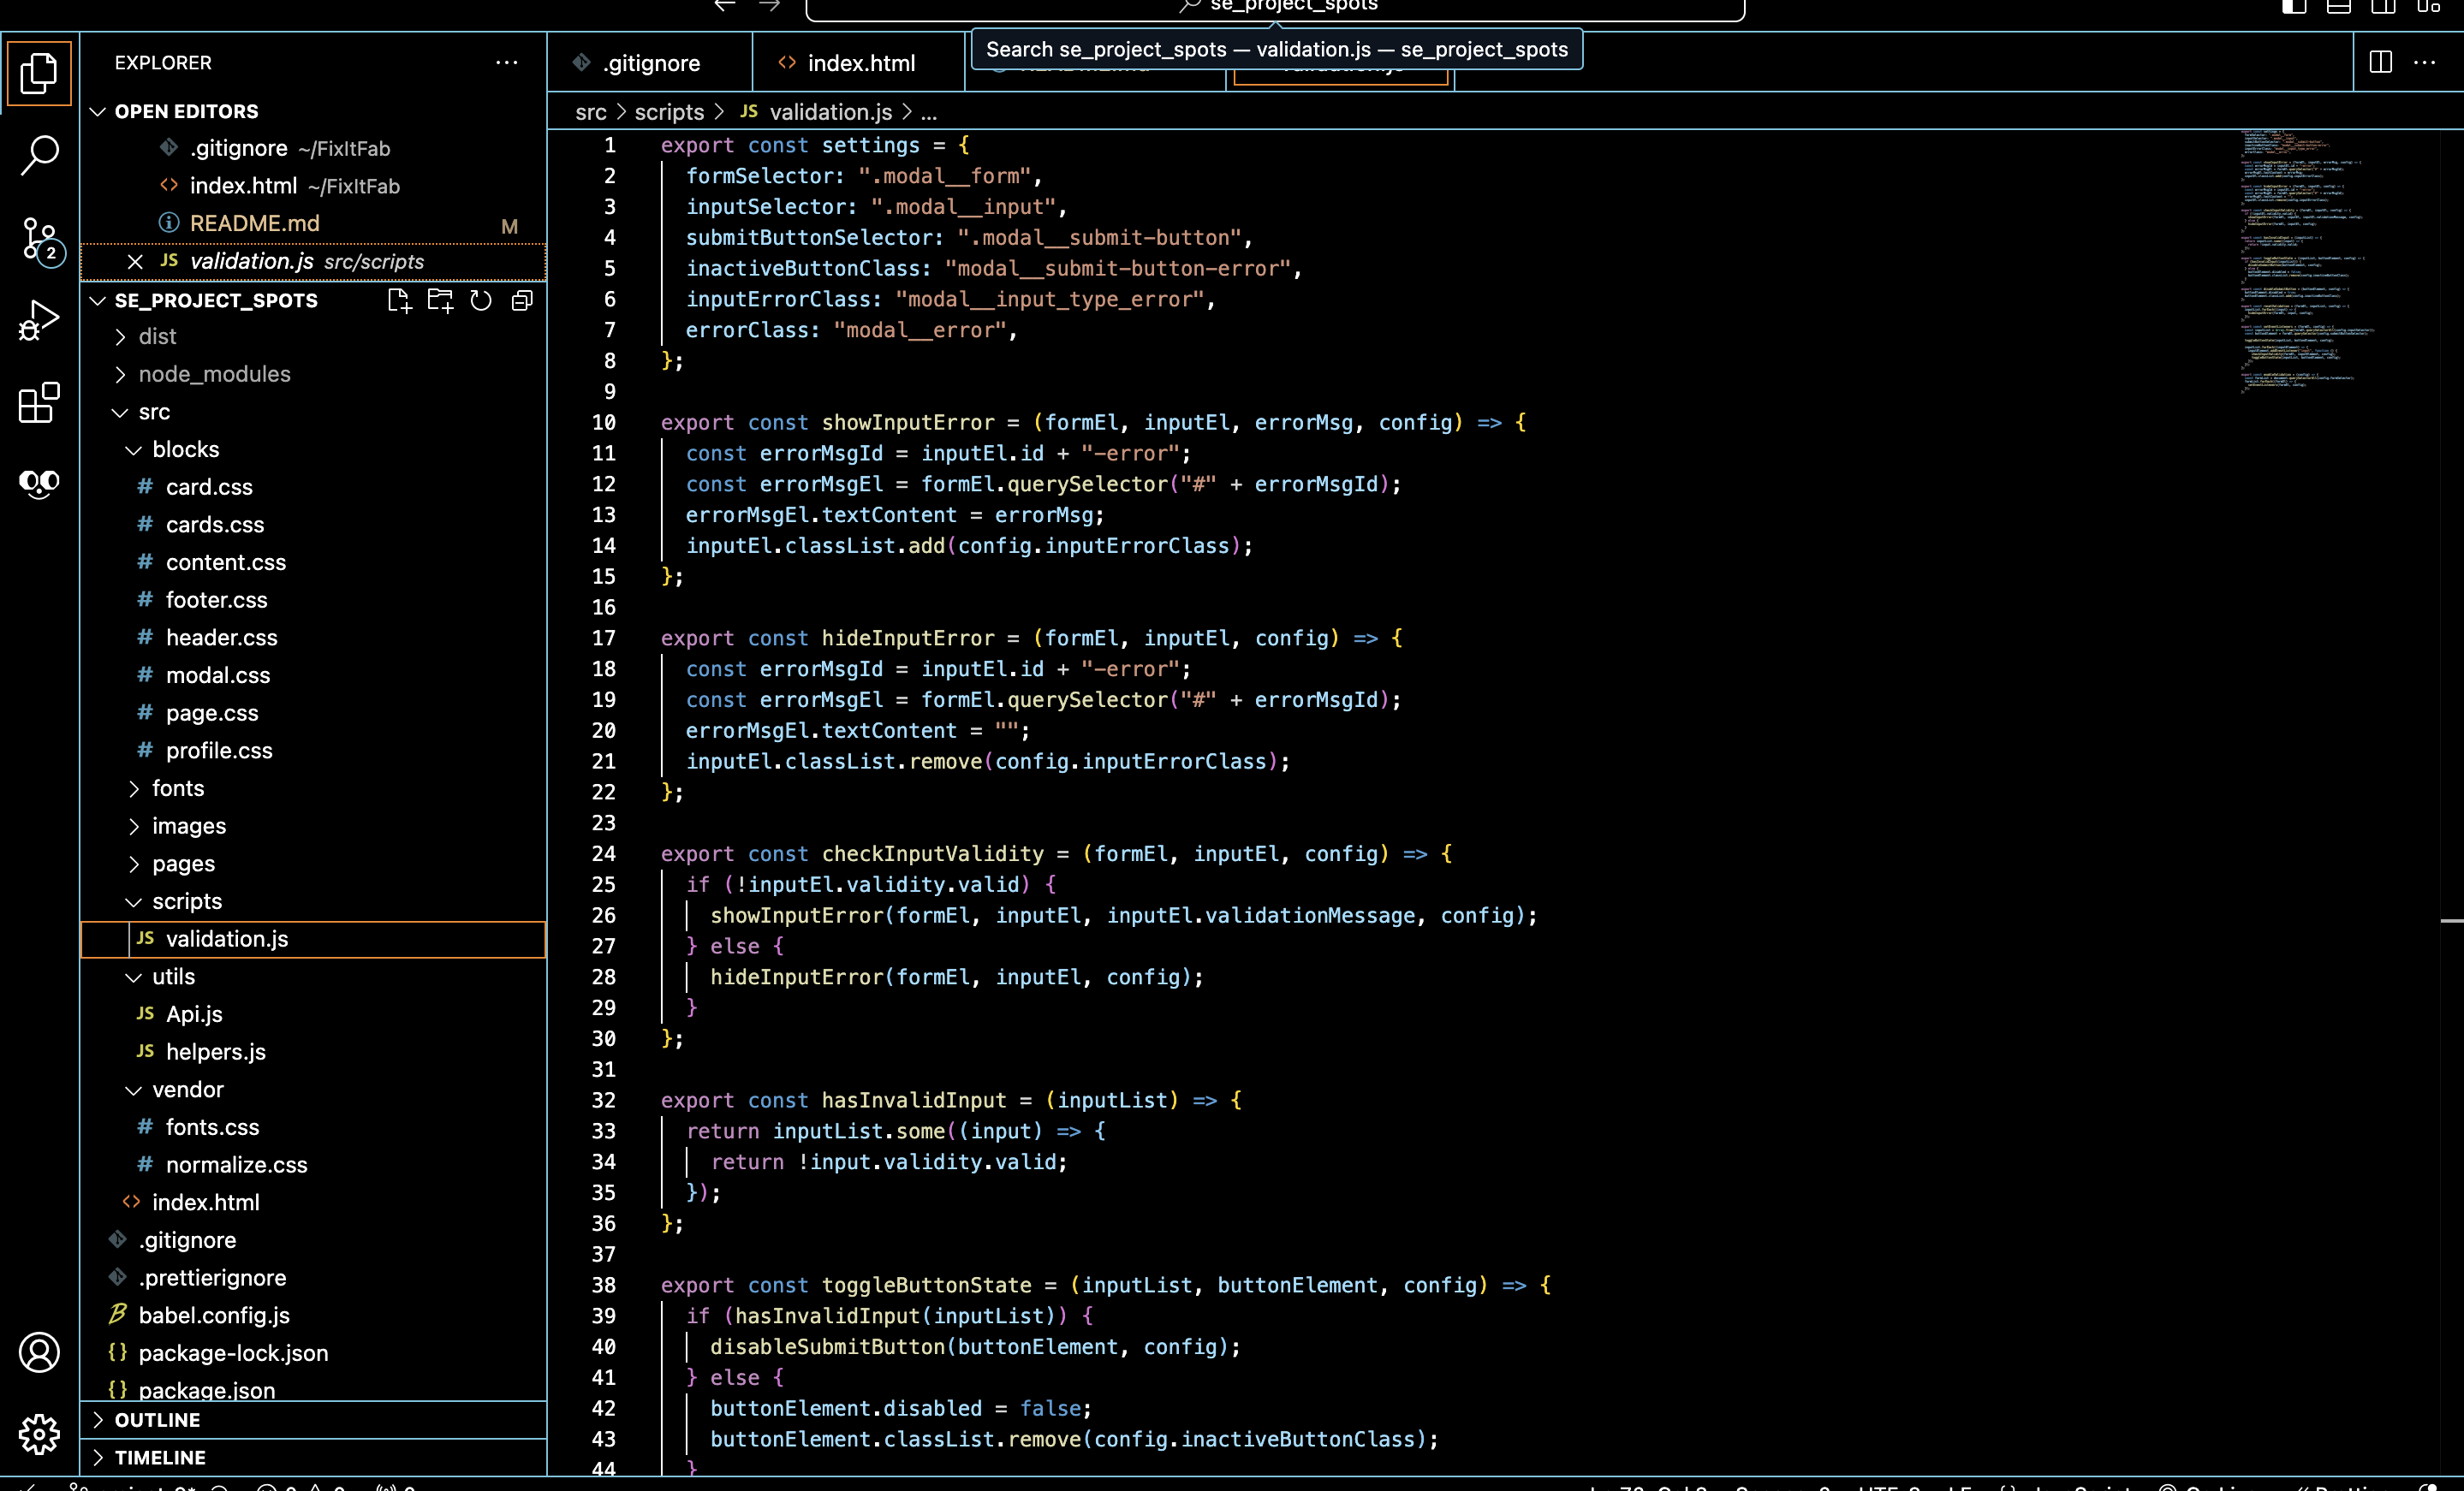 se_project_spots
Search se_project_spots — validation.js — se_project_spots
EXPLORER
.gitignore
index.html
OPEN EDITORS
.gitignore ~/FixItFab
index.html ~/FixItFab
README.md M
JS validation.js src/scripts
2
SE_PROJECT_SPOTS
dist
node_modules
src
blocks
# card.css
# cards.css
# content.css
# footer.css
# header.css
# modal.css
# page.css
# profile.css
fonts
images
pages
scripts
JS validation.js
utils
JS Api.js
JS helpers.js
vendor
# fonts.css
# normalize.css
index.html
.gitignore
.prettierignore
babel.config.js
{} package-lock.json
{} package.json
OUTLINE
TIMELINE
src > scripts > JS validation.js > ...
1 export const settings = {
2 formSelector: ".modal__form",
3 inputSelector: ".modal__input",
4 submitButtonSelector: ".modal__submit-button",
5 inactiveButtonClass: "modal__submit-button-error",
6 inputErrorClass: "modal__input_type_error",
7 errorClass: "modal__error",
8 };
9
10 export const showInputError = (formEl, inputEl, errorMsg, config) => {
11 const errorMsgId = inputEl.id + "-error";
12 const errorMsgEl = formEl.querySelector("#" + errorMsgId);
13 errorMsgEl.textContent = errorMsg;
14 inputEl.classList.add(config.inputErrorClass);
15 };
16
17 export const hideInputError = (formEl, inputEl, config) => {
18 const errorMsgId = inputEl.id + "-error";
19 const errorMsgEl = formEl.querySelector("#" + errorMsgId);
20 errorMsgEl.textContent = "";
21 inputEl.classList.remove(config.inputErrorClass);
22 };
23
24 export const checkInputValidity = (formEl, inputEl, config) => {
25 if (!inputEl.validity.valid) {
26 showInputError(formEl, inputEl, inputEl.validationMessage, config);
27 } else {
28 hideInputError(formEl, inputEl, config);
29 }
30 };
31
32 export const hasInvalidInput = (inputList) => {
33 return inputList.some((input) => {
34 return !input.validity.valid;
35 });
36 };
37
38 export const toggleButtonState = (inputList, buttonElement, config) => {
39 if (hasInvalidInput(inputList)) {
40 disableSubmitButton(buttonElement, config);
41 } else {
42 buttonElement.disabled = false;
43 buttonElement.classList.remove(config.inactiveButtonClass);
44 }